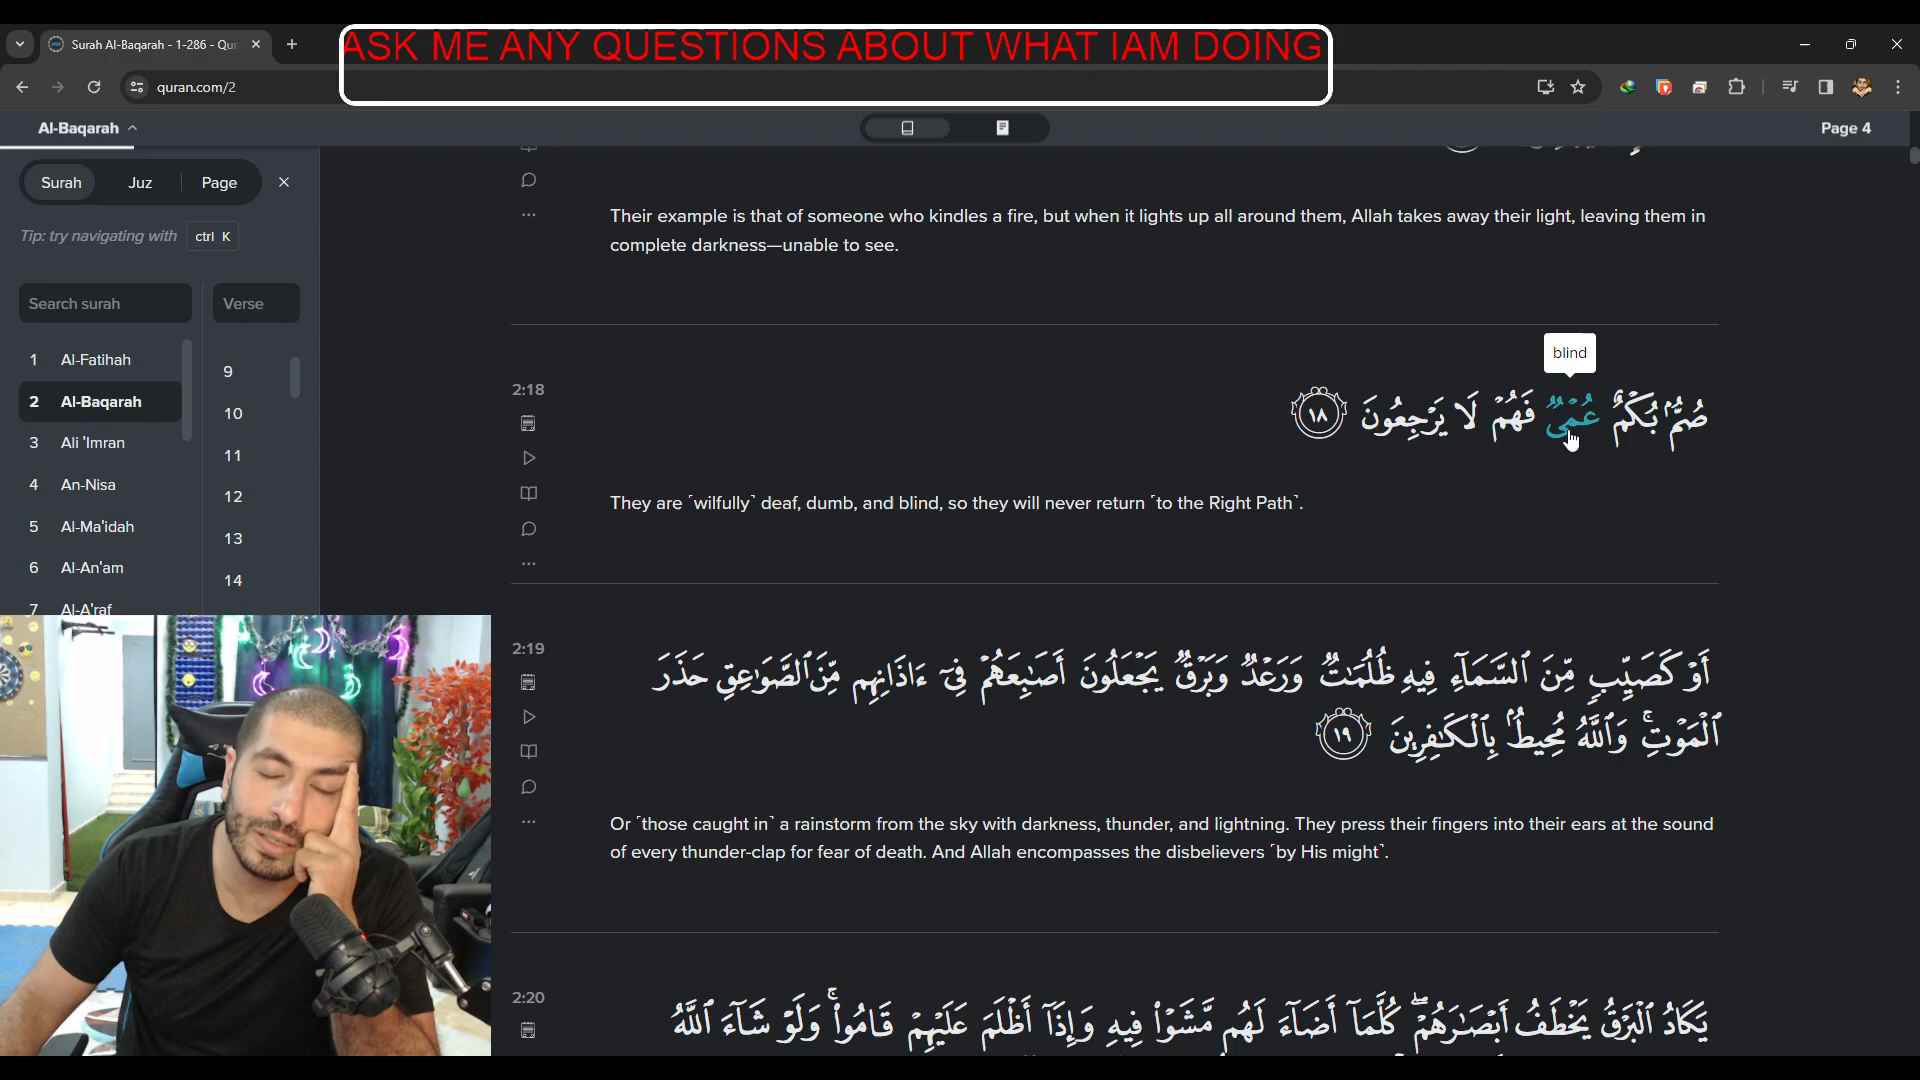 Surah Al-Baqarah - 1-286 - Qur
ASK ME ANY QUESTIONS ABOUT WHAT IAM DOING
quran.com/2
Al-Baqarah
Page 4
Surah
Juz
Page
Tip: try navigating with ctrl K
Search surah
Verse
1 Al-Fatihah
2 Al-Baqarah
3 Ali 'Imran
4 An-Nisa
5 Al-Ma'idah
6 Al-An'am
7 Al-A'raf
9
10
11
12
13
14
Their example is that of someone who kindles a fire, but when it lights up all around them, Allah takes away their light, leaving them in
complete darkness—unable to see.
blind
2:18
صُمٌّۢ بُكْمٌ عُمْىٌۭ فَهُمْ لَا يَرْجِعُونَ ١٨
They are ˹wilfully˺ deaf, dumb, and blind, so they will never return ˹to the Right Path˺.
2:19
أَوْ كَصَيِّبٍۢ مِّنَ ٱلسَّمَآءِ فِيهِ ظُلُمَـٰتٌۭ وَرَعْدٌۭ وَبَرْقٌۭ يَجْعَلُونَ أَصَـٰبِعَهُمْ فِىٓ ءَاذَانِهِم مِّنَ ٱلصَّوَٰعِقِ حَذَرَ
ٱلْمَوْتِ ۚ وَٱللَّهُ مُحِيطٌۢ بِٱلْكَـٰفِرِينَ ١٩
Or ˹those caught in˺ a rainstorm from the sky with darkness, thunder, and lightning. They press their fingers into their ears at the sound
of every thunder-clap for fear of death. And Allah encompasses the disbelievers ˹by His might˺.
2:20
يَكَادُ ٱلْبَرْقُ يَخْطَفُ أَبْصَـٰرَهُمْ ۖ كُلَّمَآ أَضَآءَ لَهُم مَّشَوْا۟ فِيهِ وَإِذَآ أَظْلَمَ عَلَيْهِمْ قَامُوا۟ ۚ وَلَوْ شَآءَ ٱللَّهُ